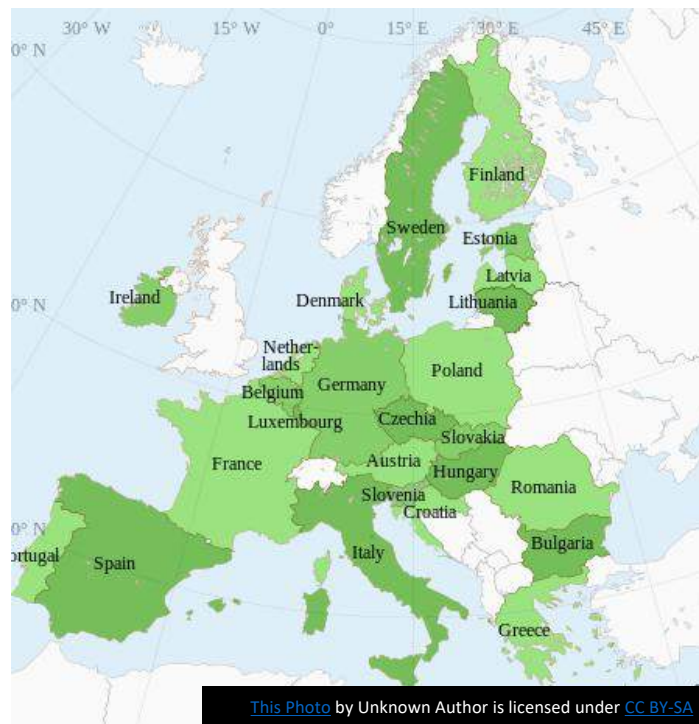 30° W
15° W
0°
15° E
30° E
45° E
0° N
Finland
Sweden
Estonia
Latvia
Ireland
Denmark
Lithuania
0° N
Nether-
lands
Poland
Germany
Belgium
Czechia
Luxembourg
Slovakia
France
Austria
Hungary
Romania
Slovenia
Croatia
0° N
ortugal
Spain
Italy
Bulgaria
Greece
This Photo by Unknown Author is licensed under CC BY-SA